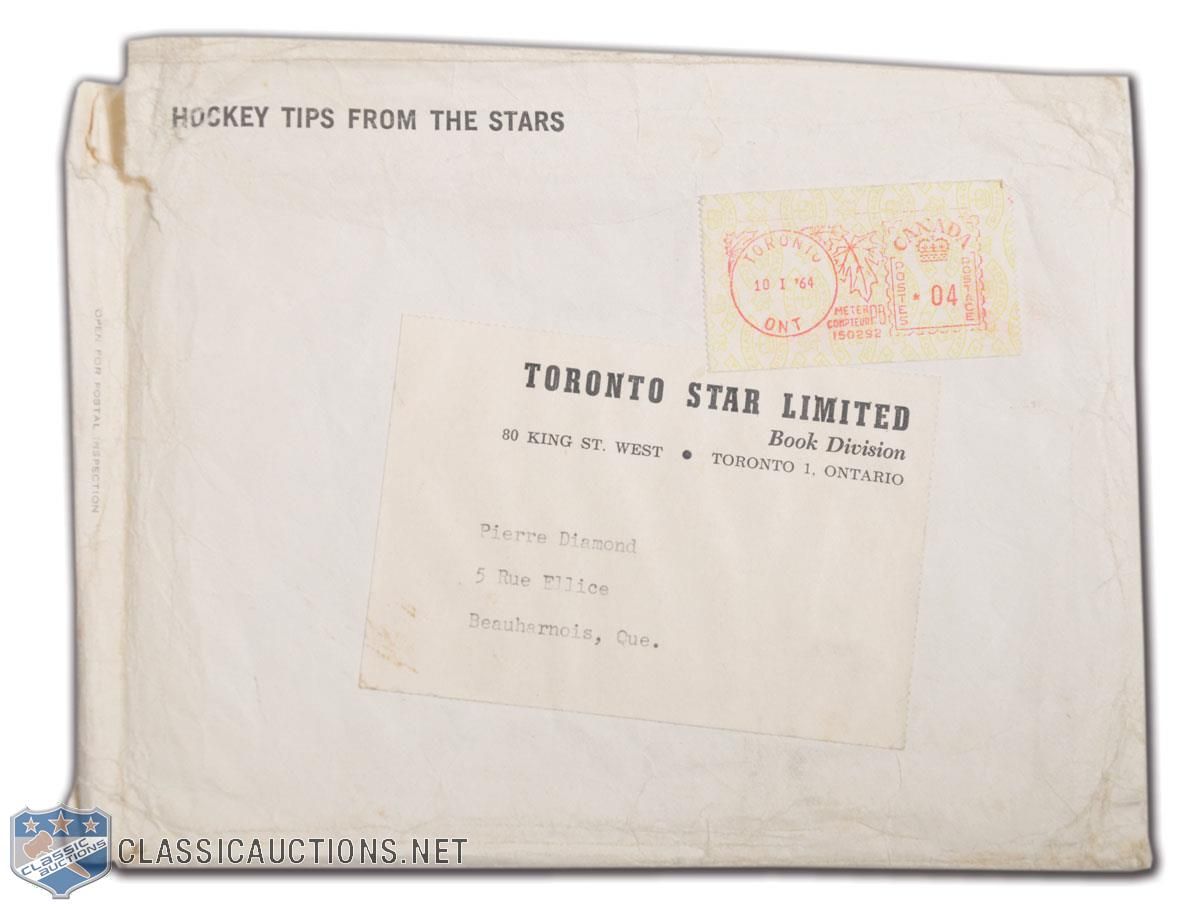 HOCKEY TIPS FROM THE STARS
TORONTO
10 I '64
ONT
METER
COMPTEUR
PB
150292
CANADA
POSTES
* 04
POSTAGE
TORONTO STAR LIMITED
Book Division
80 KING ST. WEST ● TORONTO 1, ONTARIO
Pierre Diamond
5 Rue Ellice
Beauharnois, Que.
OPEN FOR POSTAL INSPECTION
CLASSIC
AUCTIONS
CLASSICAUCTIONS.NET